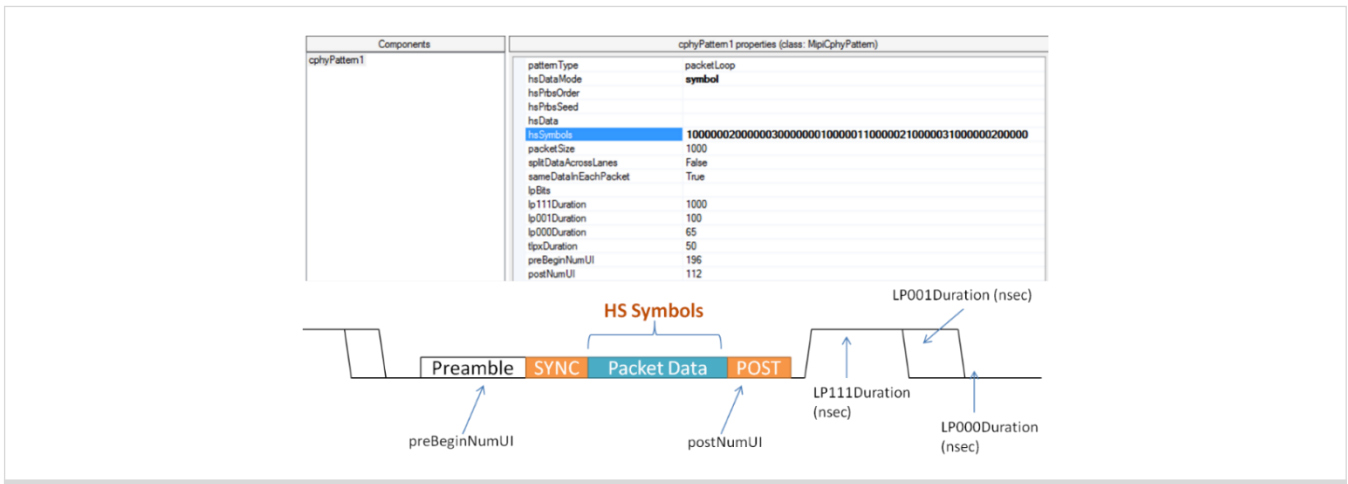 Components
cphyPattern1 properties (class: MipiCphyPattern)
cphyPattern1
patternType packetLoop
hsDataMode symbol
hsPrbsOrder
hsPrbsSeed
hsData
hsSymbols 10000002000000300000001000001100000210000031000000200000
packetSize 1000
splitDataAcrossLanes False
sameDataInEachPacket True
lpBits
lp111Duration 1000
lp001Duration 100
lp000Duration 65
tlpxDuration 50
preBeginNumUI 196
postNumUI 112
LP001Duration (nsec)
HS Symbols
Preamble SYNC Packet Data POST
LP111Duration
(nsec)
preBeginNumUI
postNumUI
LP000Duration
(nsec)